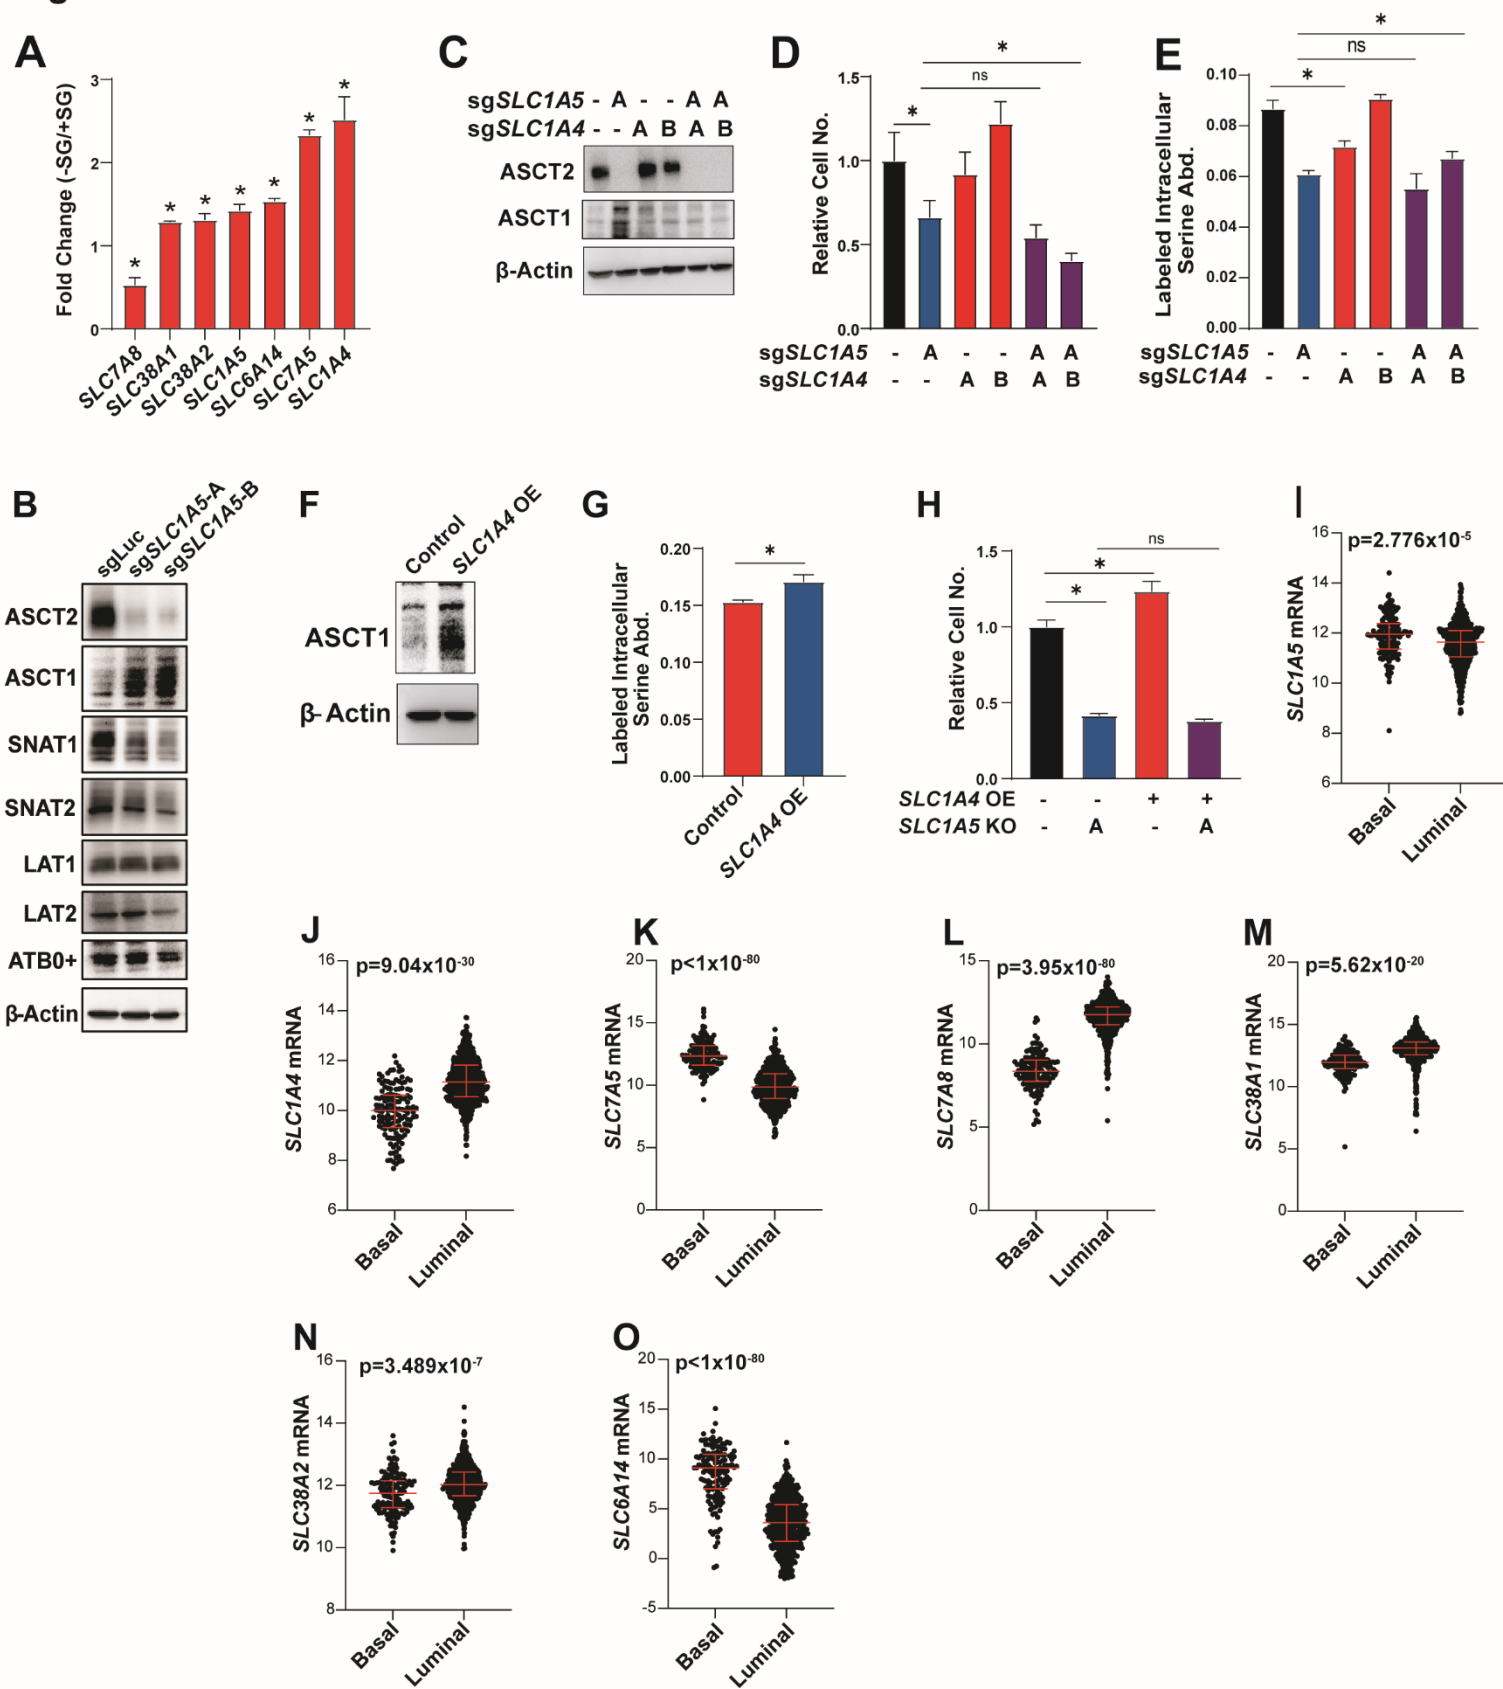 A
Fold Change (-SG/+SG)
3
2
1
0
* * * * * * *
SLC7A8
SLC38A1
SLC38A2
SLC1A5
SLC6A14
SLC7A5
SLC1A4
C
sgSLC1A5 - A - - A A
sgSLC1A4 - - A B A B
ASCT2
ASCT1
β-Actin
D
Relative Cell No.
1.5
1.0
0.5
0.0
*
ns
*
sgSLC1A5 - A - - A A
sgSLC1A4 - - A B A B
E
Labeled Intracellular
Serine Abd.
0.10
0.08
0.06
0.04
0.02
0.00
*
ns
*
sgSLC1A5 - A - - A A
sgSLC1A4 - - A B A B
B
sgLuc
sgSLC1A5-A
sgSLC1A5-B
ASCT2
ASCT1
SNAT1
SNAT2
LAT1
LAT2
ATB0+
β-Actin
F
Control
SLC1A4 OE
ASCT1
β-Actin
G
Labeled Intracellular
Serine Abd.
0.20
0.15
0.10
0.05
0.00
*
Control
SLC1A4 OE
H
Relative Cell No.
1.5
1.0
0.5
0.0
ns
*
*
SLC1A4 OE - - + +
SLC1A5 KO - A - A
I
p=2.776x10-5
SLC1A5 mRNA
16
14
12
10
8
6
Basal
Luminal
J
p=9.04x10-30
SLC1A4 mRNA
16
14
12
10
8
6
Basal
Luminal
K
p<1x10-80
SLC7A5 mRNA
20
15
10
5
0
Basal
Luminal
L
p=3.95x10-80
SLC7A8 mRNA
15
10
5
0
Basal
Luminal
M
p=5.62x10-20
SLC38A1 mRNA
20
15
10
5
0
Basal
Luminal
N
p=3.489x10-7
SLC38A2 mRNA
16
14
12
10
8
Basal
Luminal
O
p<1x10-80
SLC6A14 mRNA
20
15
10
5
0
-5
Basal
Luminal